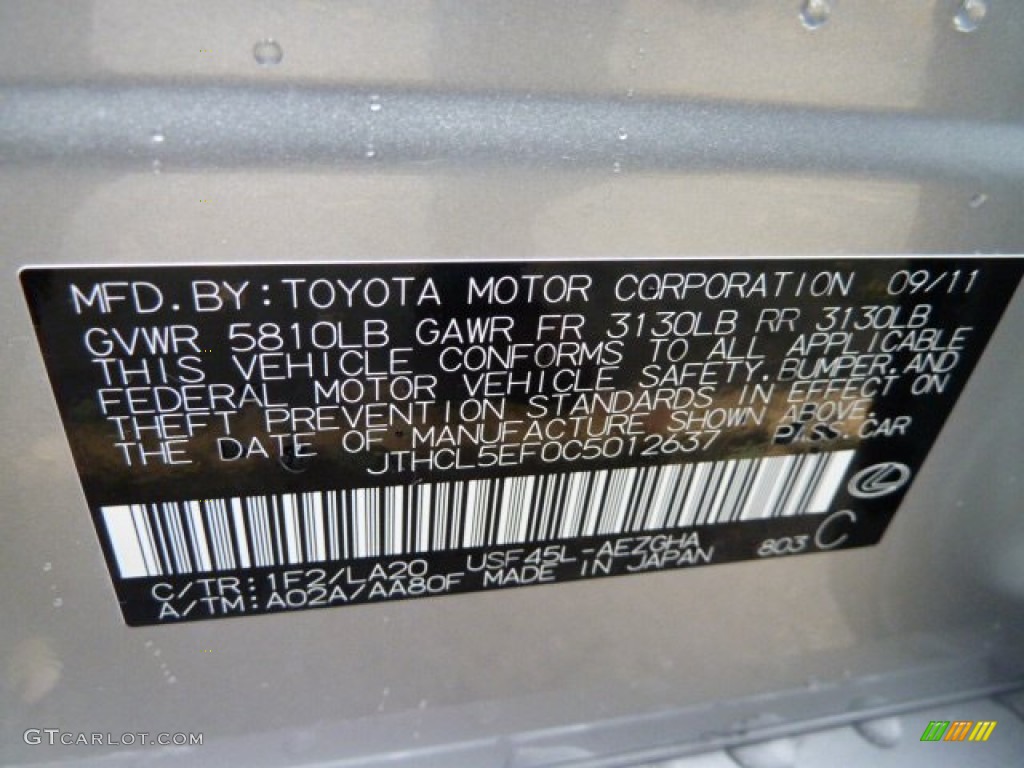 MFD.BY:TOYOTA MOTOR CORPORATION 09/11
GVWR 5810LB GAWR FR 3130LB RR 3130LB
THIS VEHICLE CONFORMS TO ALL APPLICABLE
FEDERAL MOTOR VEHICLE SAFETY,BUMPER,AND
THEFT PREVENTION STANDARDS IN EFFECT ON
THE DATE OF MANUFACTURE SHOWN ABOVE.
JTHCL5EF0C5012637 PASS.CAR
C/TR:1F2/LA20 USF45L-AEZGHA 803 C
A/TM:A02A/AA80F MADE IN JAPAN
GTCARLOT.COM